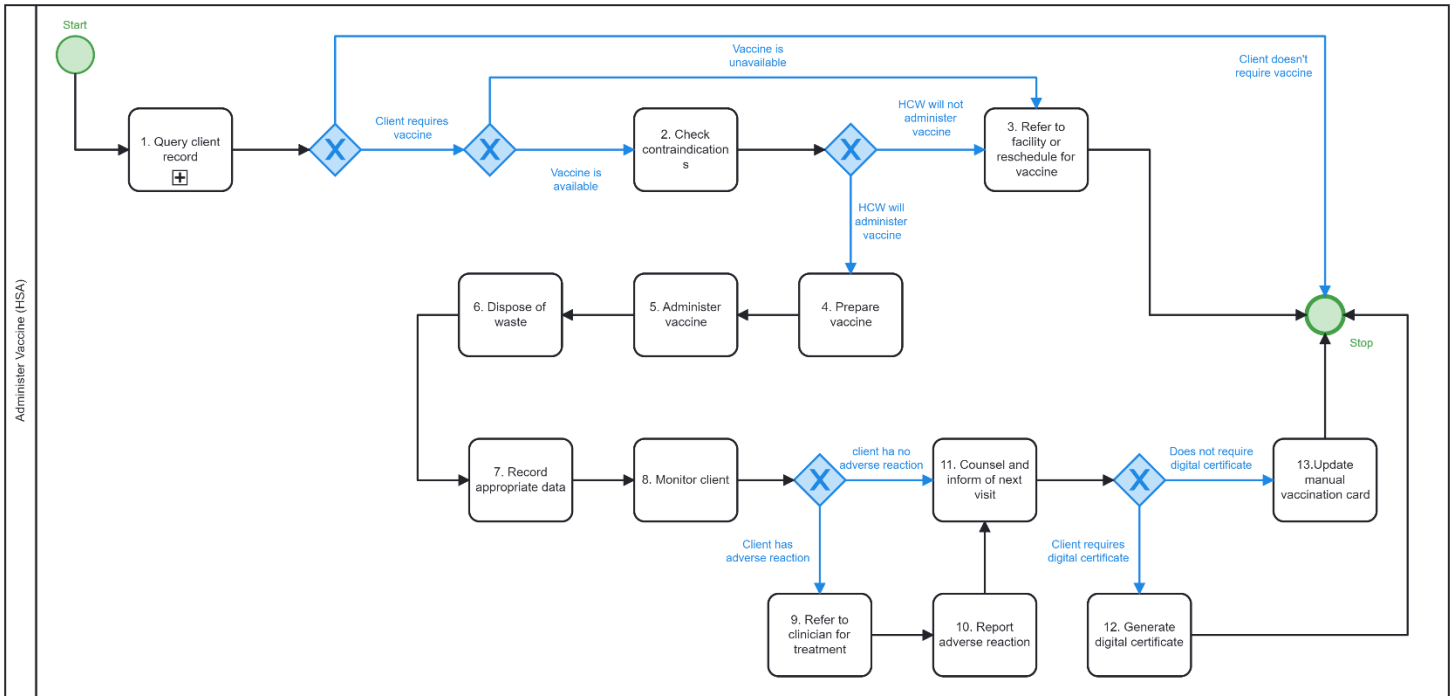 Start
Vaccine is
unavailable
Client doesn't
require vaccine
1. Query client
record
Client requires
vaccine
Vaccine is
available
2. Check
contraindication
s
HCW will not
administer
vaccine
3. Refer to
facility or
reschedule for
vaccine
HCW will
administer
vaccine
Administer Vaccine (HSA)
6. Dispose of
waste
5. Administer
vaccine
4. Prepare
vaccine
Stop
7. Record
appropriate data
8. Monitor client
client ha no
adverse reaction
11. Counsel and
inform of next
visit
Does not require
digital certificate
13.Update
manual
vaccination card
Client has
adverse reaction
Client requires
digital certificate
9. Refer to
clinician for
treatment
10. Report
adverse reaction
12. Generate
digital certificate